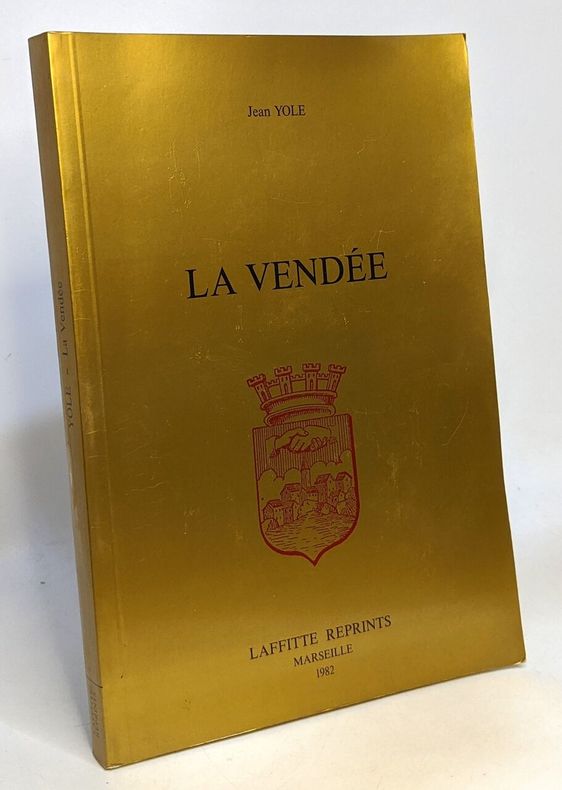 Jean YOLE
LA VENDÉE
LAFFITTE REPRINTS
MARSEILLE
1982
YOLE - La Vendée